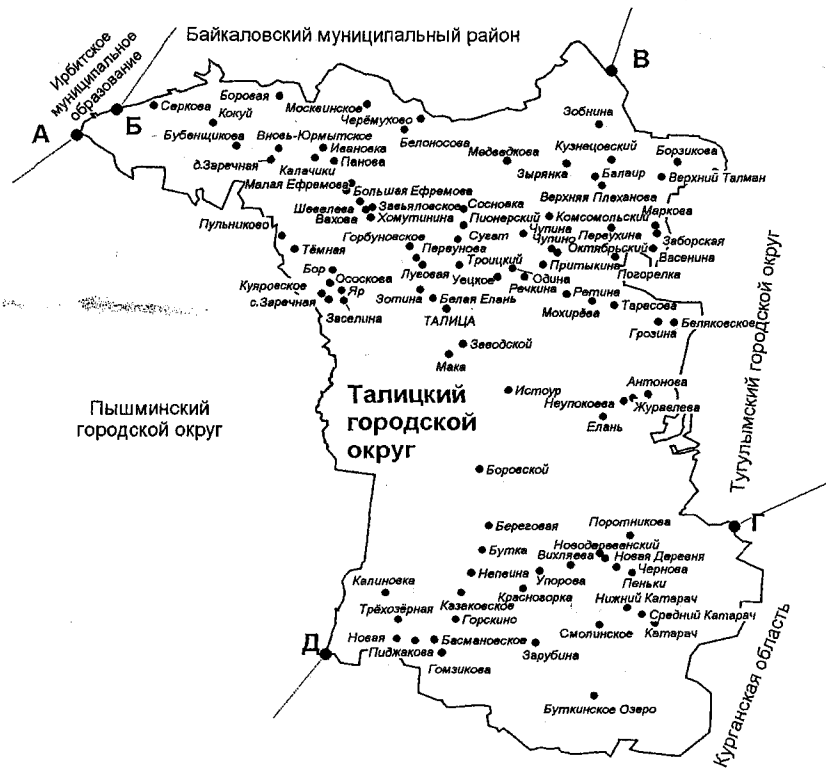 Байкаловский муниципальный район
Ирбитское
муниципальное
образование
А
Б
В
Серкова
Боровая
Кокуй
Москвинское
Черёмухово
Зобнина
Бубенщикова
Вновь-Юрмытское
Ивановка
Белоносова
Медведкова
Кузнецовский
Борзикова
д.Заречная
Калачики
Панова
Зырянка
Балаир
Верхний Талман
Малая Ефремова
Большая Ефремова
Верхняя Плеханова
Шевелева
Завьяловское
Сосновка
Маркова
Вахова
Хомутинина
Пионерский
Комсомольский
Пульниково
Сугат
Чупина
Первухина
Заборская
Горбуновское
Чупино
Октябрьский
Васенина
Тёмная
Первунова
Троицкий
Притыкина
Погорелка
Бор
Луговая
Уецкое
Одина
Ососкова
Речкина
Ретина
Куяровское
Яр
Зотина
Белая Елань
Тарасова
с.Заречная
Мохирёва
Заселина
ТАЛИЦА
Грозина
Беляковское
Заводской
Мака
Талицкий
городской
округ
Пышминский
городской округ
Тугулымский городской округ
Истоур
Антонова
Неупокоева
Журавлева
Елань
Боровской
Г
Береговая
Поротникова
Новодеревенский
Бутка
Вихляева
Новая Деревня
Непеина
Упорова
Чернова
Пеньки
Калиновка
Красногорка
Нижний Катарач
Казаковское
Трёхозёрная
Горскино
Средний Катарач
Смолинское
Катарач
Д
Новая
Басмановское
Пиджакова
Зарубина
Гомзикова
Буткинское Озеро
Курганская область